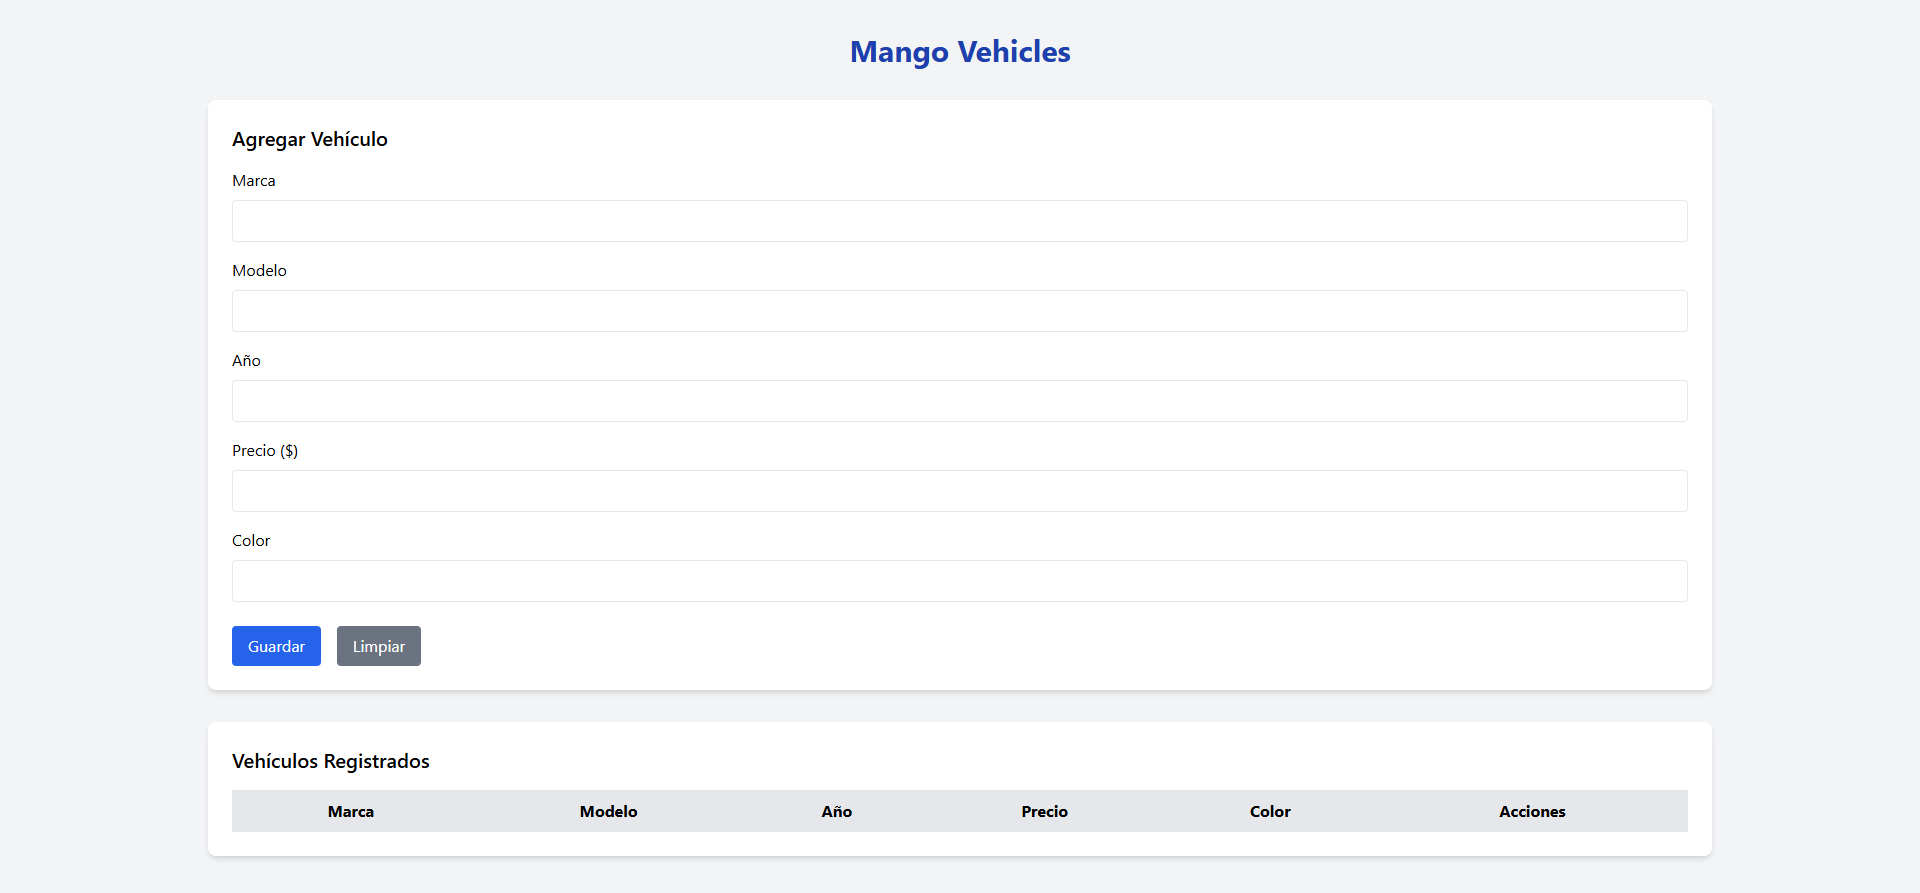 Mango Vehicles
Agregar Vehículo
Marca
Modelo
Año
Precio ($)
Color
Guardar Limpiar
Vehículos Registrados
Marca Modelo Año Precio Color Acciones